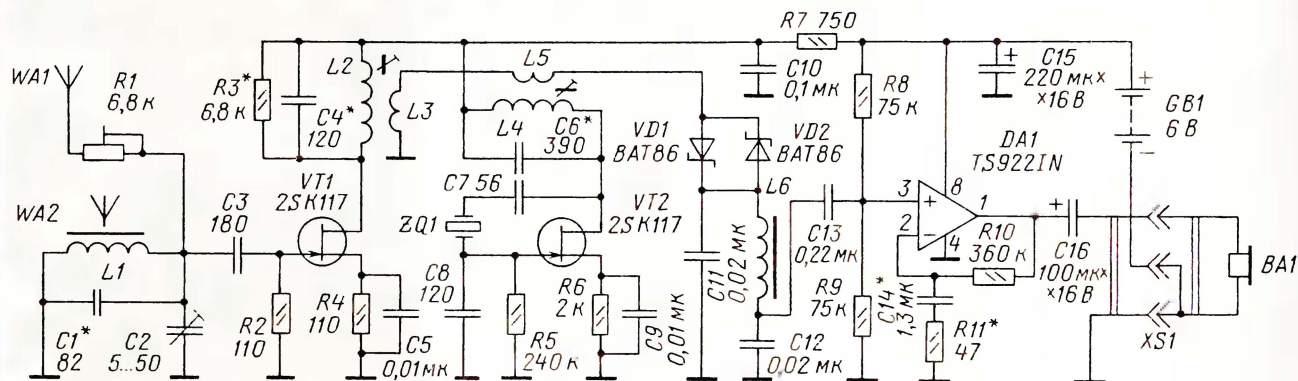 WA1
R1
6,8 к
WA2
L1
C1*
82
C2
5...50
C3
180
R2
110
R3*
6,8 к
C4*
120
L2
L3
VT1
2SK117
R4
110
C5
0,01 мк
L5
L4
C6*
390
C7 56
ZQ1
C8
120
VT2
2SK117
R5
240 к
R6
2 к
C9
0,01 мк
R7 750
C10
0,1 мк
VD1
BAT86
VD2
BAT86
L6
C11
0,02 мк
C12
0,02 мк
C13
0,22 мк
R8
75 к
R9
75 к
C14*
1,3 мк
R11*
47
DA1
TS922IN
3
+
2
−
8
1
4
R10
360 к
+
C15
220 мк×
×16 В
+
GB1
6 В
−
+
C16
100 мк×
×16 В
XS1
BA1